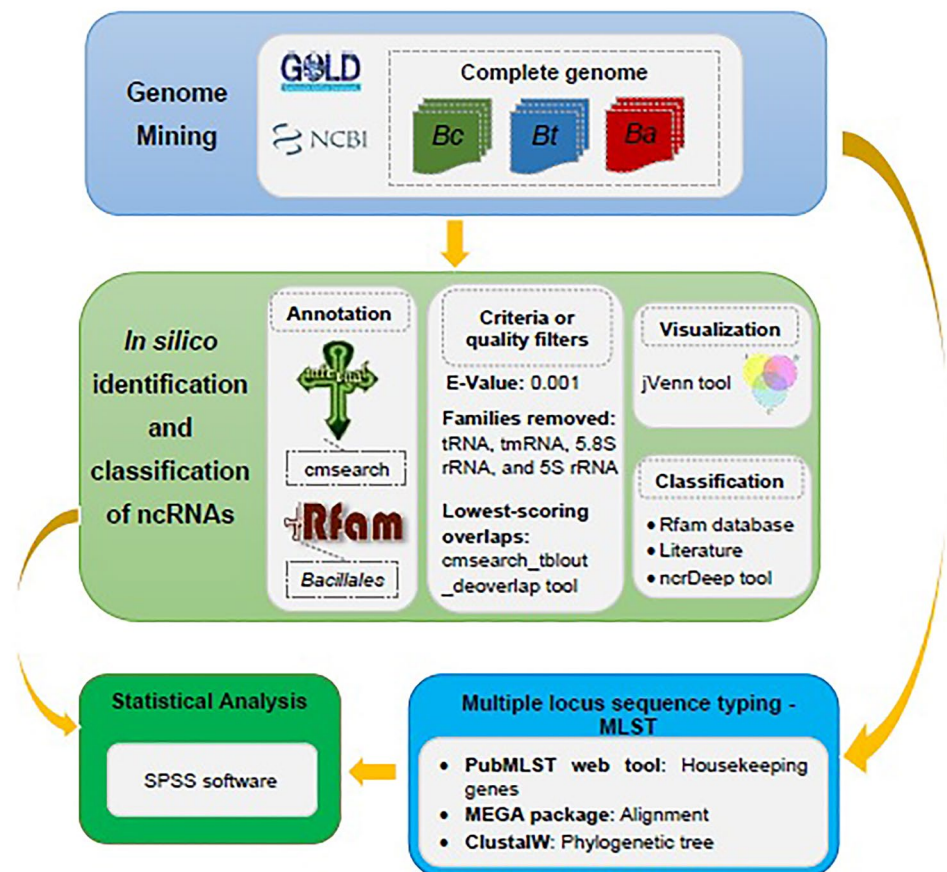 Genome
Mining
GOLD
NCBI
Complete genome
Bc
Bt
Ba
In silico
identification
and
classification
of ncRNAs
Annotation
infernal
cmsearch
Rfam
Bacillales
Criteria or
quality filters
E-Value: 0.001
Families removed:
tRNA, tmRNA, 5.8S
rRNA, and 5S rRNA
Lowest-scoring
overlaps:
cmsearch_tblout
_deoverlap tool
Visualization
jVenn tool
Classification
• Rfam database
• Literature
• ncrDeep tool
Statistical Analysis
SPSS software
Multiple locus sequence typing -
MLST
• PubMLST web tool: Housekeeping
genes
• MEGA package: Alignment
• ClustalW: Phylogenetic tree